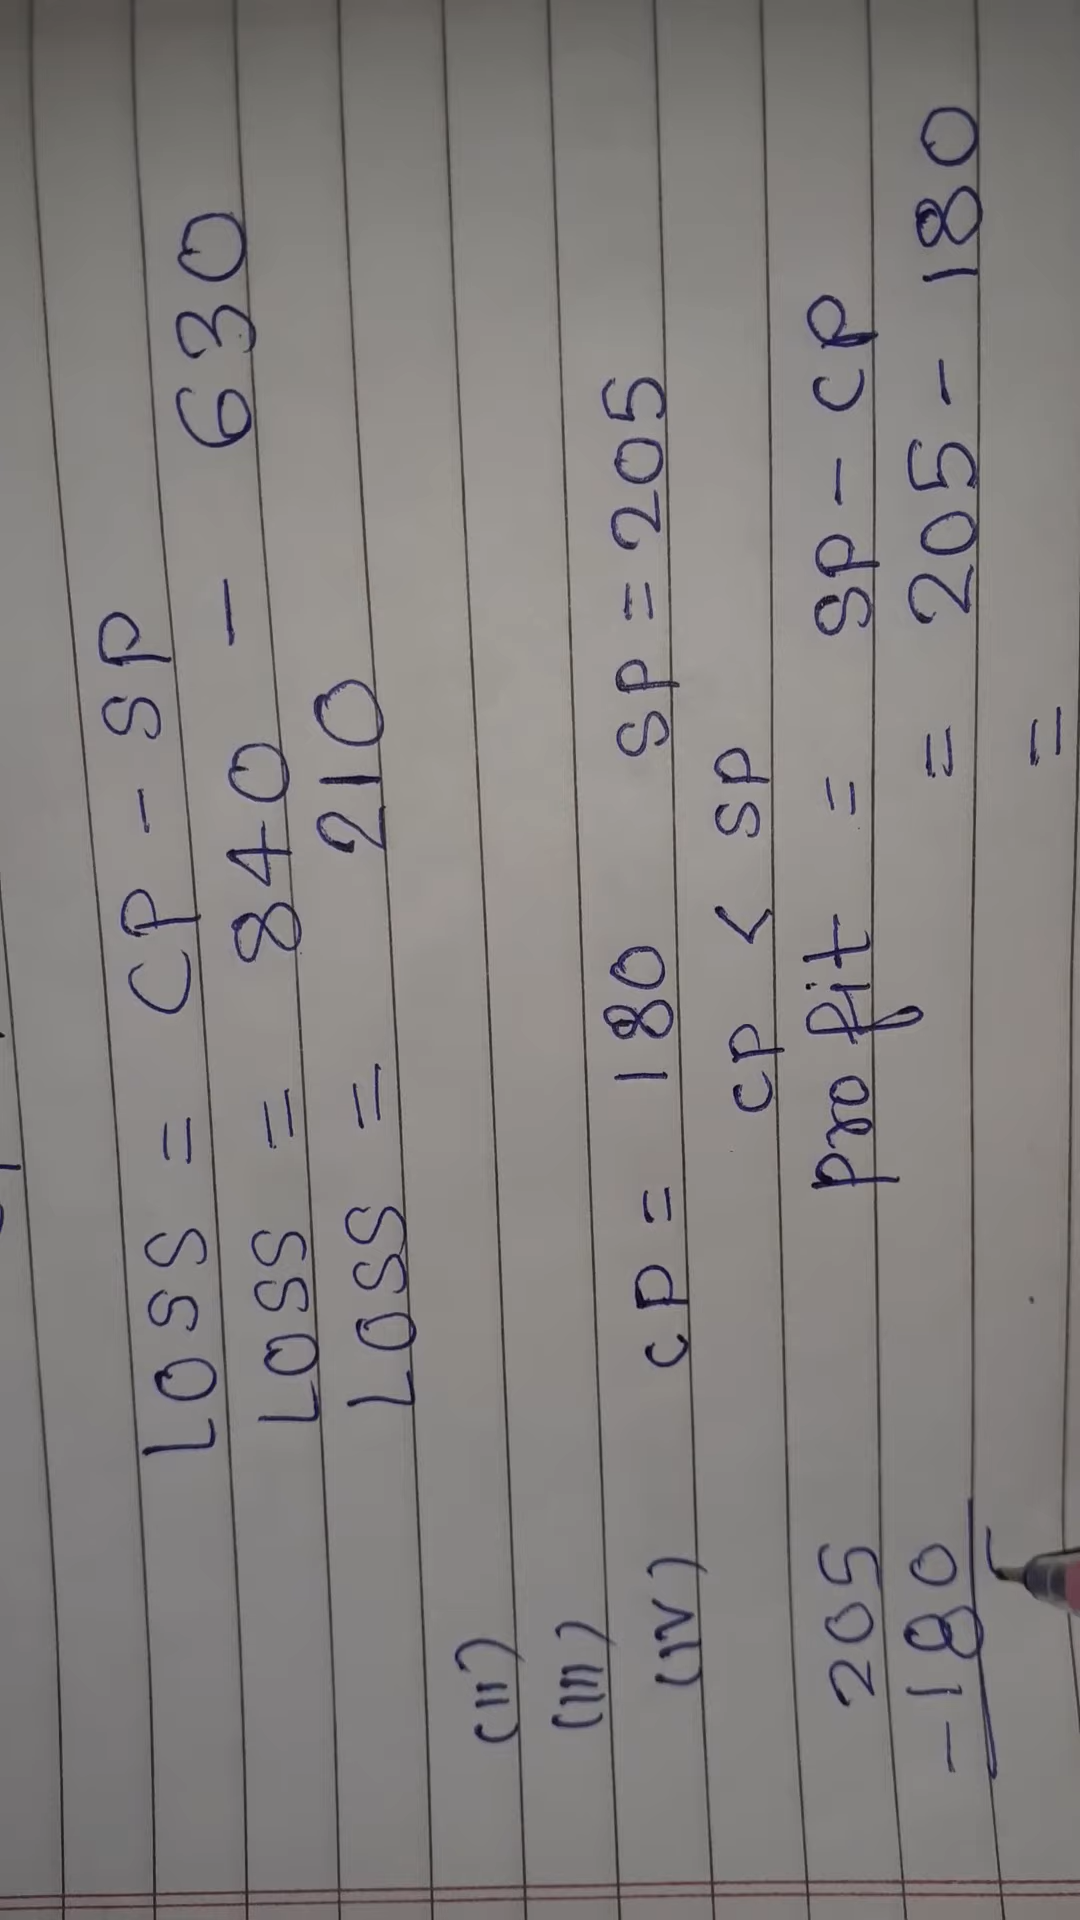 LOSS = CP - SP
LOSS = 840 - 630
LOSS = 210
(II)
(III)
(IV) CP = 180 SP = 205
CP < SP
205 profit = SP - CP
-180 = 205 - 180
=